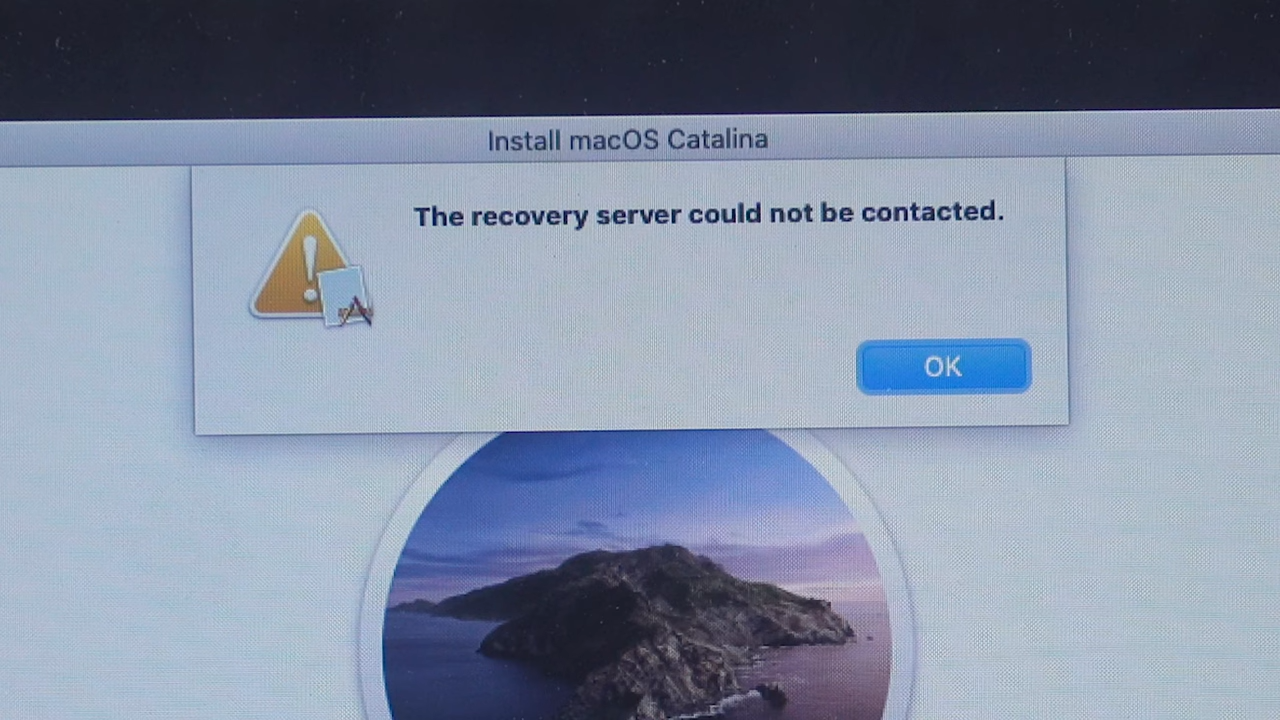 Install macOS Catalina
The recovery server could not be contacted.
OK